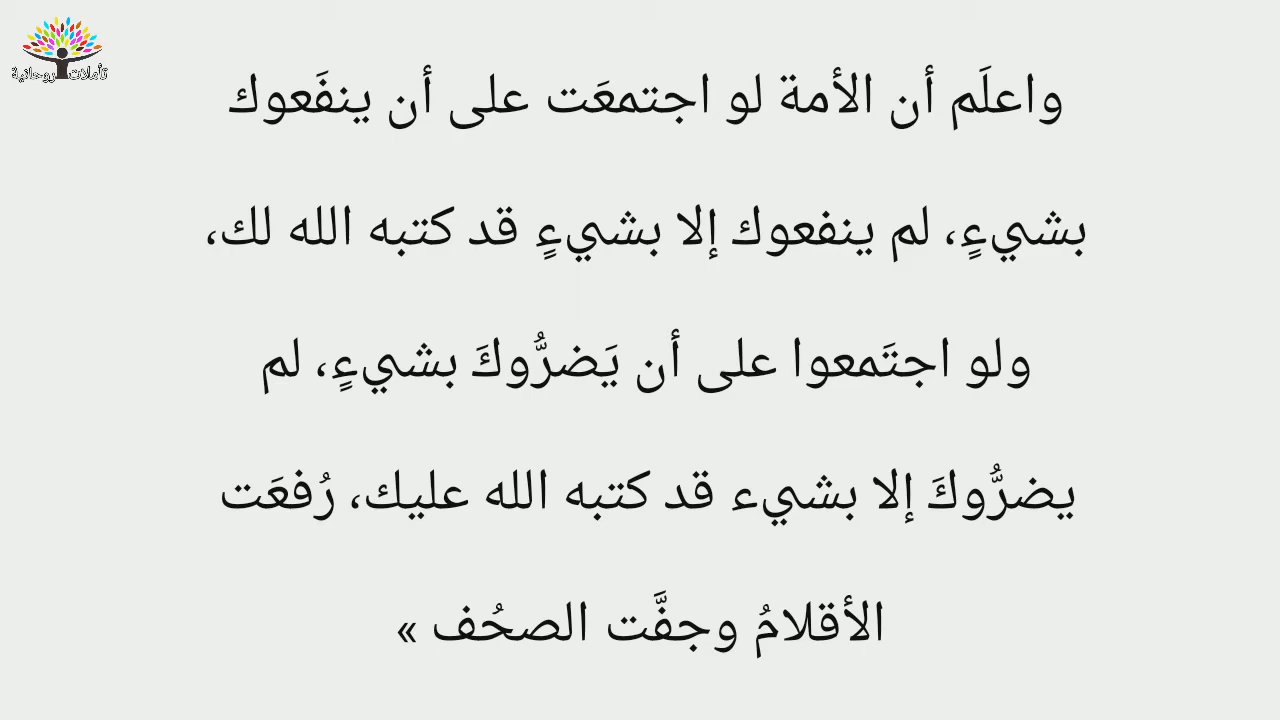 تأملات روحانية
واعلَم أن الأمة لو اجتمعَت على أن ينفَعوك
بشيءٍ، لم ينفعوك إلا بشيءٍ قد كتبه الله لك،
ولو اجتَمعوا على أن يَضرُّوكَ بشيءٍ، لم
يضرُّوكَ إلا بشيء قد كتبه الله عليك، رُفعَت
الأقلامُ وجفَّت الصحُف »